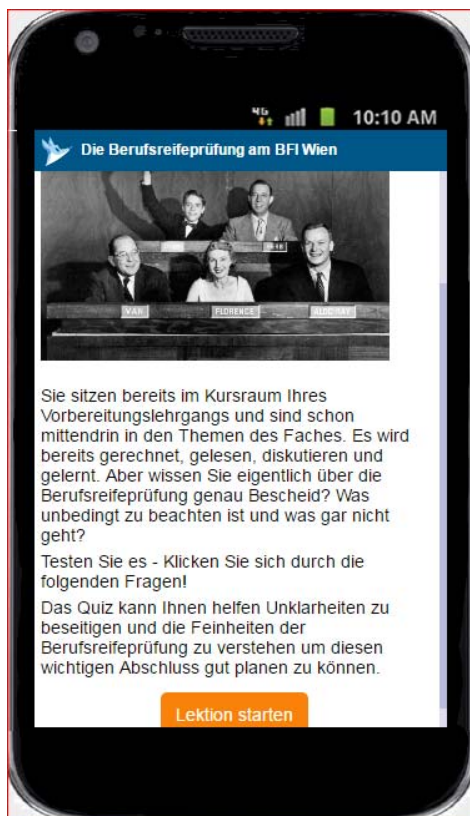 4G
10:10 AM
Die Berufsreifeprüfung am BFI Wien
VAN
FLORENCE
ALDO RAY
Sie sitzen bereits im Kursraum Ihres
Vorbereitungslehrgangs und sind schon
mittendrin in den Themen des Faches. Es wird
bereits gerechnet, gelesen, diskutieren und
gelernt. Aber wissen Sie eigentlich über die
Berufsreifeprüfung genau Bescheid? Was
unbedingt zu beachten ist und was gar nicht
geht?
Testen Sie es - Klicken Sie sich durch die
folgenden Fragen!
Das Quiz kann Ihnen helfen Unklarheiten zu
beseitigen und die Feinheiten der
Berufsreifeprüfung zu verstehen um diesen
wichtigen Abschluss gut planen zu können.
Lektion starten